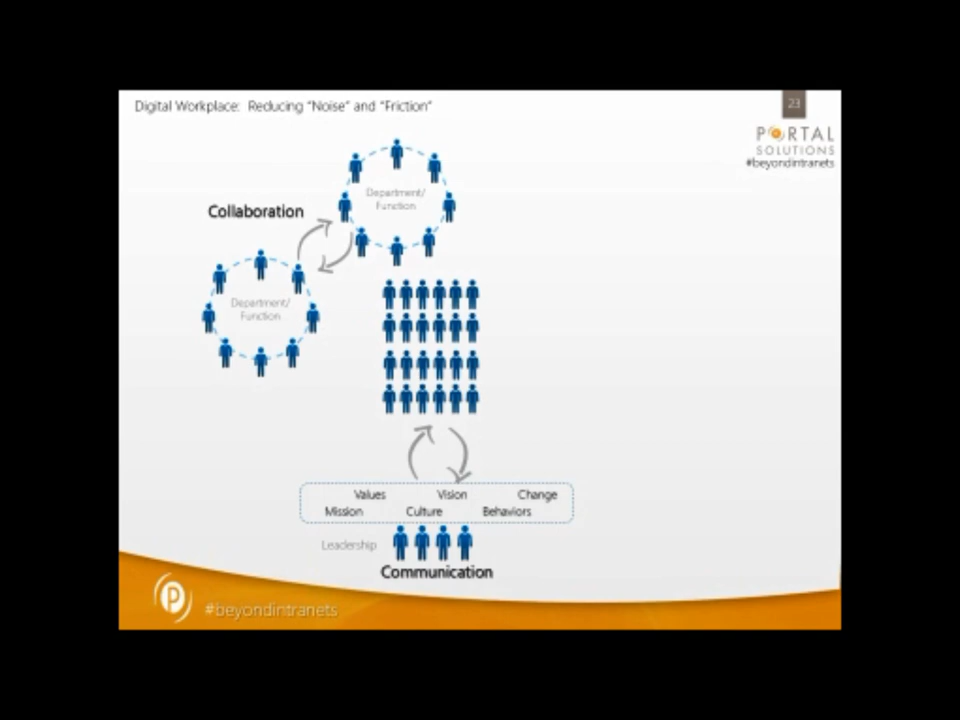 Digital Workplace: Reducing "Noise" and "Friction"
23
PORTAL
SOLUTIONS
#beyondintranets
Department/
Function
Collaboration
Department/
Function
Values Vision Change
Mission Culture Behaviors
Leadership
Communication
P
#beyondintranets